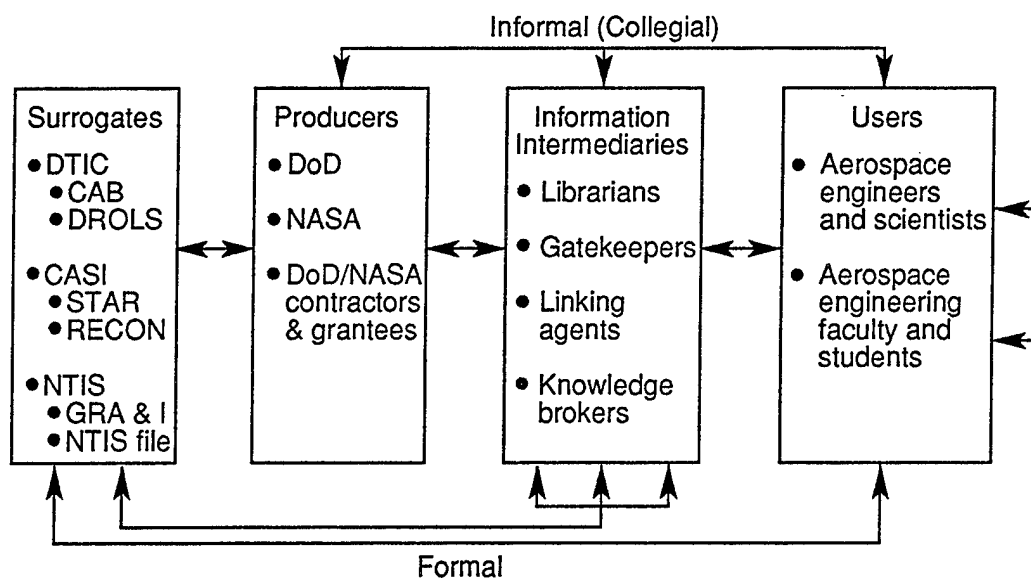 Informal (Collegial)
Surrogates
● DTIC
● CAB
● DROLS
● CASI
● STAR
● RECON
● NTIS
● GRA & I
● NTIS file
Producers
● DoD
● NASA
● DoD/NASA
contractors
& grantees
Information
Intermediaries
● Librarians
● Gatekeepers
● Linking
agents
● Knowledge
brokers
Users
● Aerospace
engineers
and scientists
● Aerospace
engineering
faculty and
students
Formal